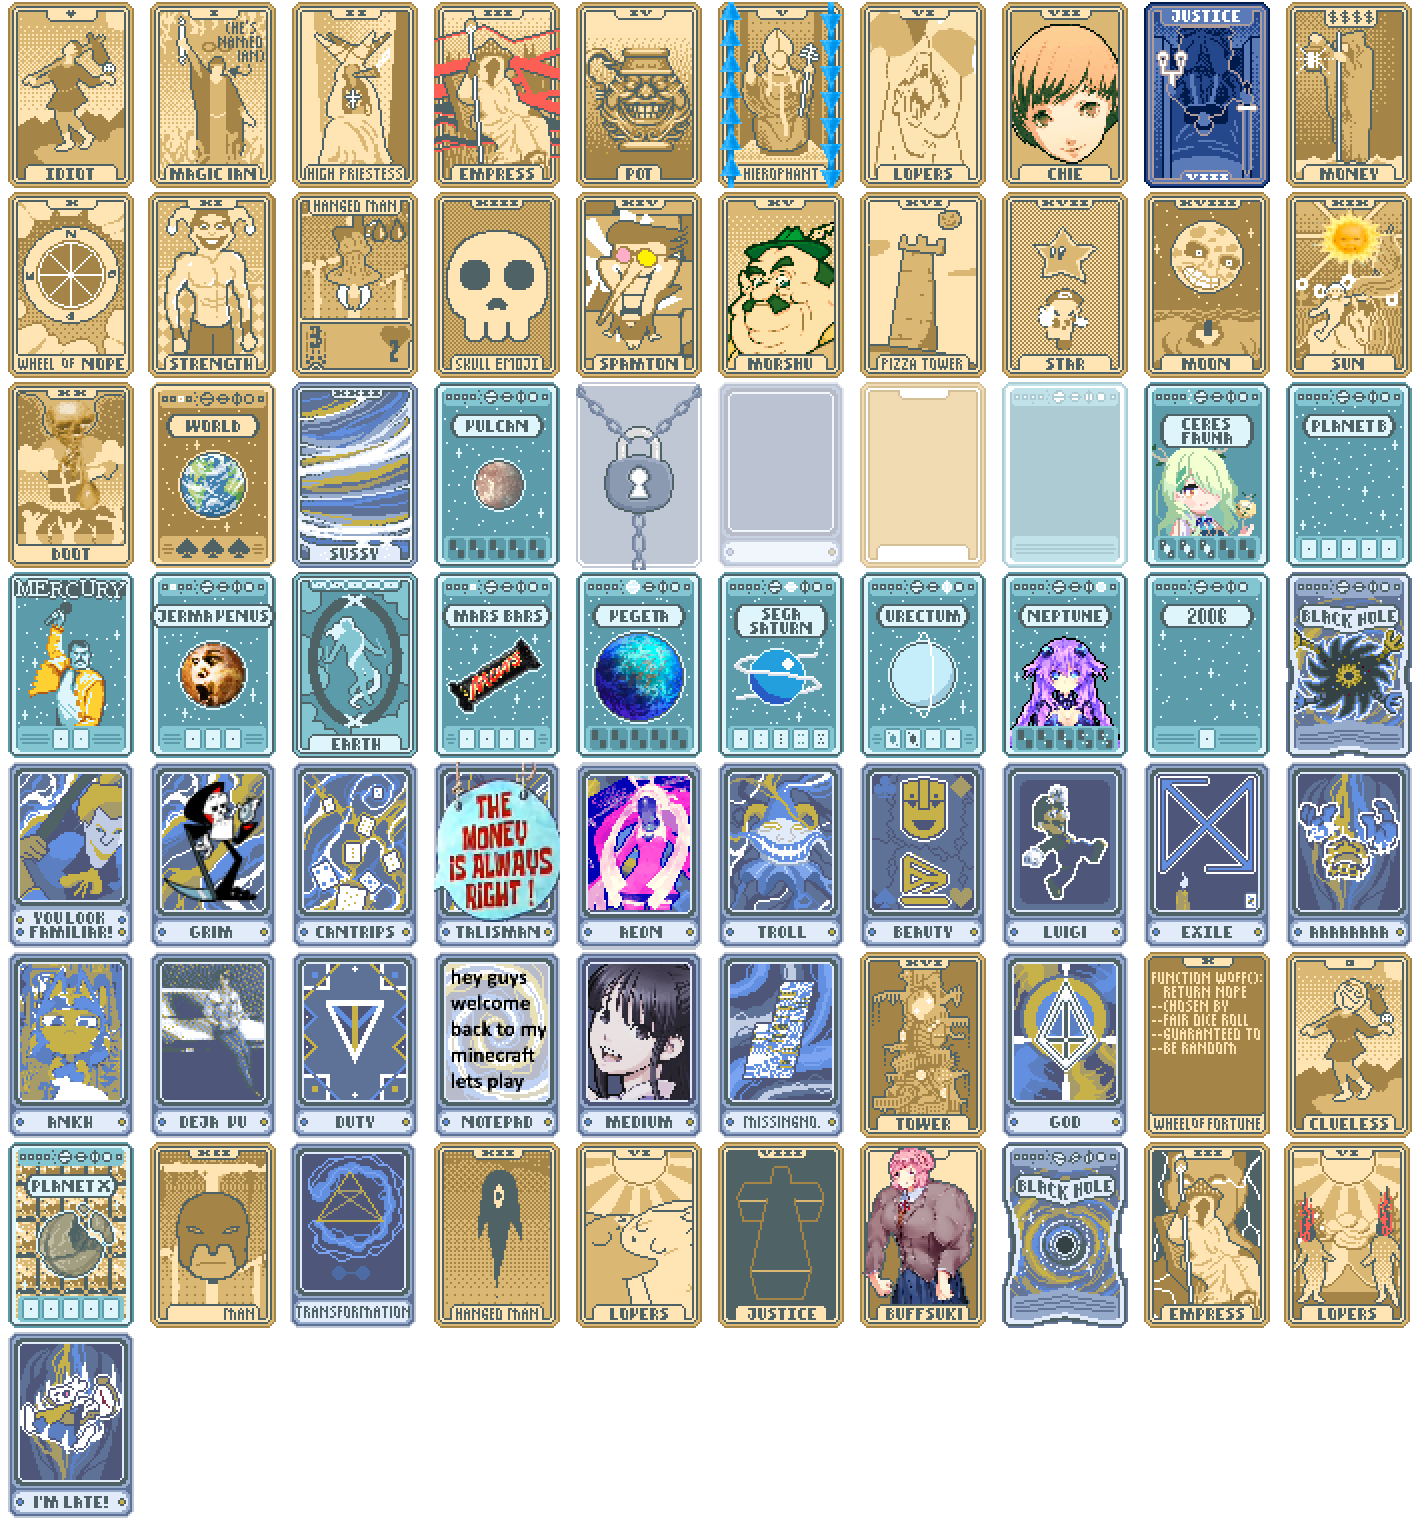 IDIOT
I
(HE'S
NAMED
IAN)
MAGIC IAN
II
HIGH PRIESTESS
III
EMPRESS
IV
POT
V
HIEROPHANT
VI
LOVERS
VII
CHIE
JUSTICE
VIII
$$$$
MONEY
X
N
WHEEL OF NOPE
XI
STRENGTH
HANGED MAN
3
2
XIII
SKULL EMOJI
XIV
SPAMTON
XV
MORSHU
XVI
PIZZA TOWER
XVII
UP
STAR
XVIII
MOON
XIX
SUN
XX
DOOT
WORLD
XXII
SUSSY
VULCAN
CERES
FAUNA
PLANET B
MERCURY
JERMA VENUS
EARTH
MARS BARS
Mars
VEGETA
SEGA
SATURN
URECTUM
NEPTUNE
2006
BLACK HOLE
YOU LOOK
FAMILIAR!
GRIM
CANTRIPS
THE
MONEY
IS ALWAYS
RIGHT !
TALISMAN
AEON
TROLL
BEAUTY
LUIGI
EXILE
AAAAAAAA
ANKH
DEJA VU
DUTY
hey guys
welcome
back to my
minecraft
lets play
NOTEPAD
MEDIUM
MISSINGNO.
XVI
TOWER
GOD
X
FUNCTION WOFF():
RETURN NOPE
--CHOSEN BY
--FAIR DICE ROLL
--GUARANTEED TO
--BE RANDOM
WHEEL OF FORTUNE
0
CLUELESS
PLANET X
XII
MAN
TRANSFORMATION
XII
HANGED MAN
VI
LOVERS
VIII
JUSTICE
BUFFSUKI
BLACK HOLE
III
EMPRESS
VI
LOVERS
I'M LATE!